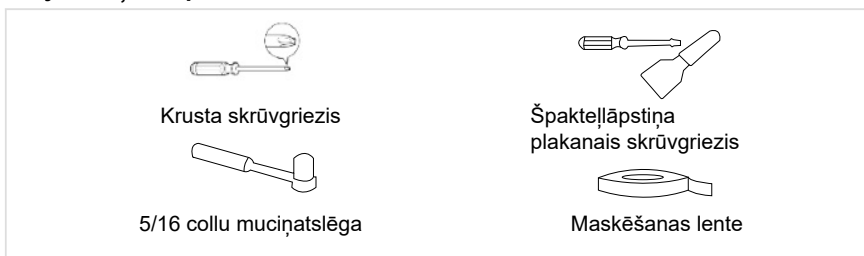 Krusta skrūvgriezis
Špakteļlāpstiņa
plakanais skrūvgriezis
5/16 collu muciņatslēga
Maskēšanas lente